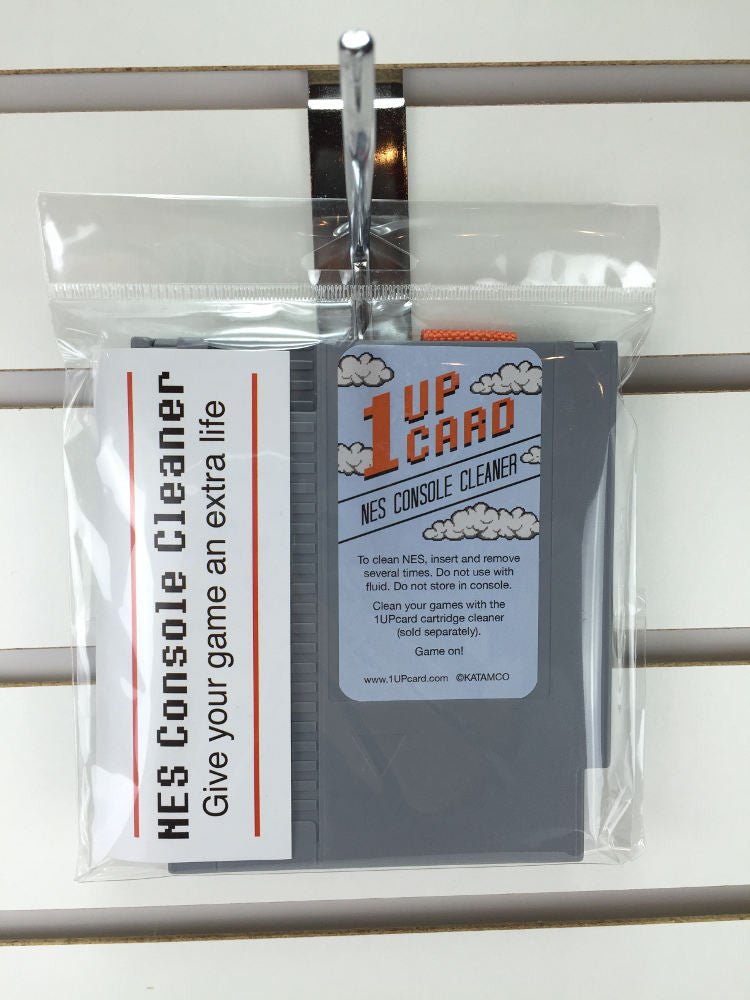 NES Console Cleaner
Give your game an extra life
1UP
CARD
NES CONSOLE CLEANER
To clean NES, insert and remove
several times. Do not use with
fluid. Do not store in console.
Clean your games with the
1UPcard cartridge cleaner
(sold separately).
Game on!
www.1UPcard.com ©KATAMCO